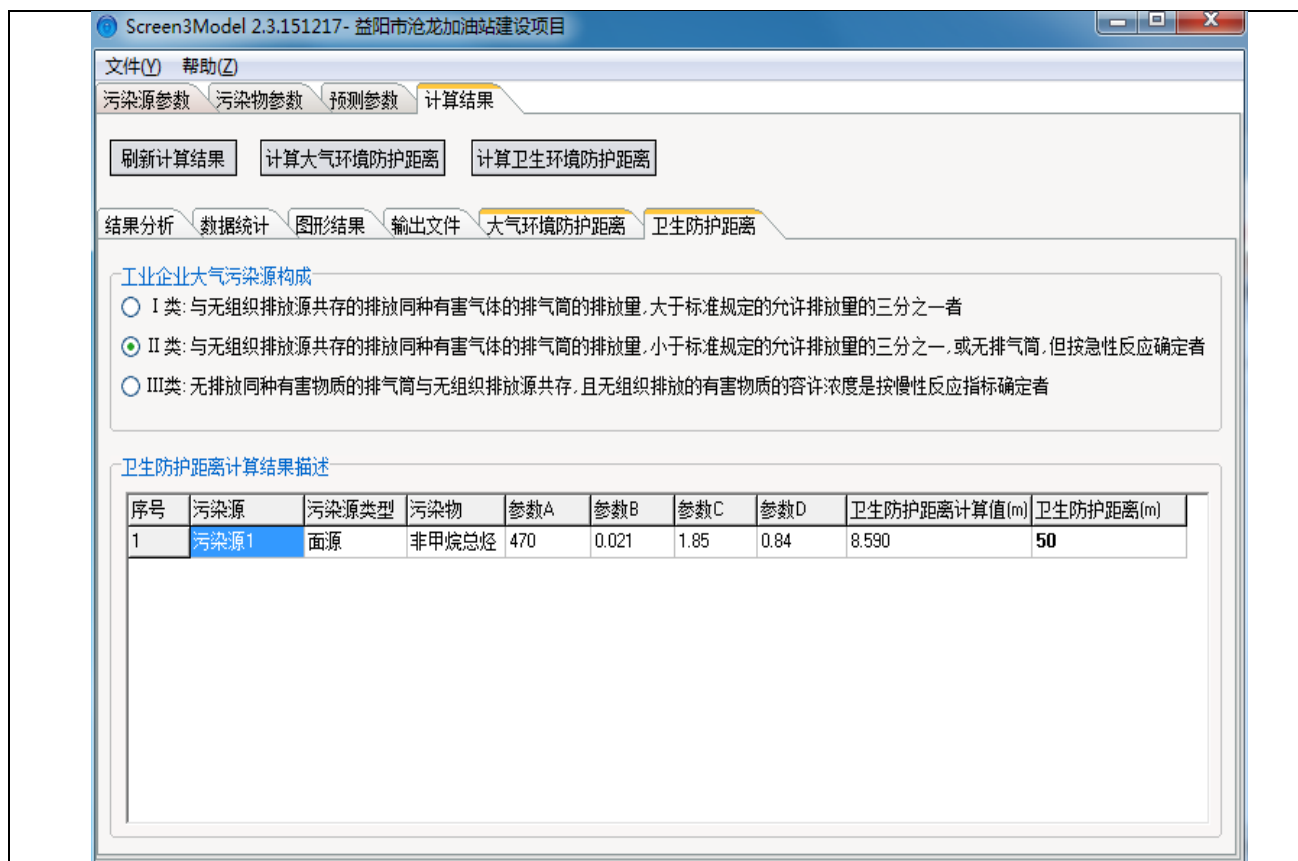 Screen3Model 2.3.151217- 益阳市沧龙加油站建设项目
文件(Y) 帮助(Z)
污染源参数 污染物参数 预测参数 计算结果
刷新计算结果 计算大气环境防护距离 计算卫生环境防护距离
结果分析 数据统计 图形结果 输出文件 大气环境防护距离 卫生防护距离
工业企业大气污染源构成
I 类: 与无组织排放源共存的排放同种有害气体的排气筒的排放量,大于标准规定的允许排放量的三分之一者
II 类: 与无组织排放源共存的排放同种有害气体的排气筒的排放量,小于标准规定的允许排放量的三分之一,或无排气筒,但按急性反应确定者
III类: 无排放同种有害物质的排气筒与无组织排放源共存,且无组织排放的有害物质的容许浓度是按慢性反应指标确定者
卫生防护距离计算结果描述
序号 污染源 污染源类型 污染物 参数A 参数B 参数C 参数D 卫生防护距离计算值(m) 卫生防护距离(m)
1 污染源1 面源 非甲烷总烃 470 0.021 1.85 0.84 8.590 50